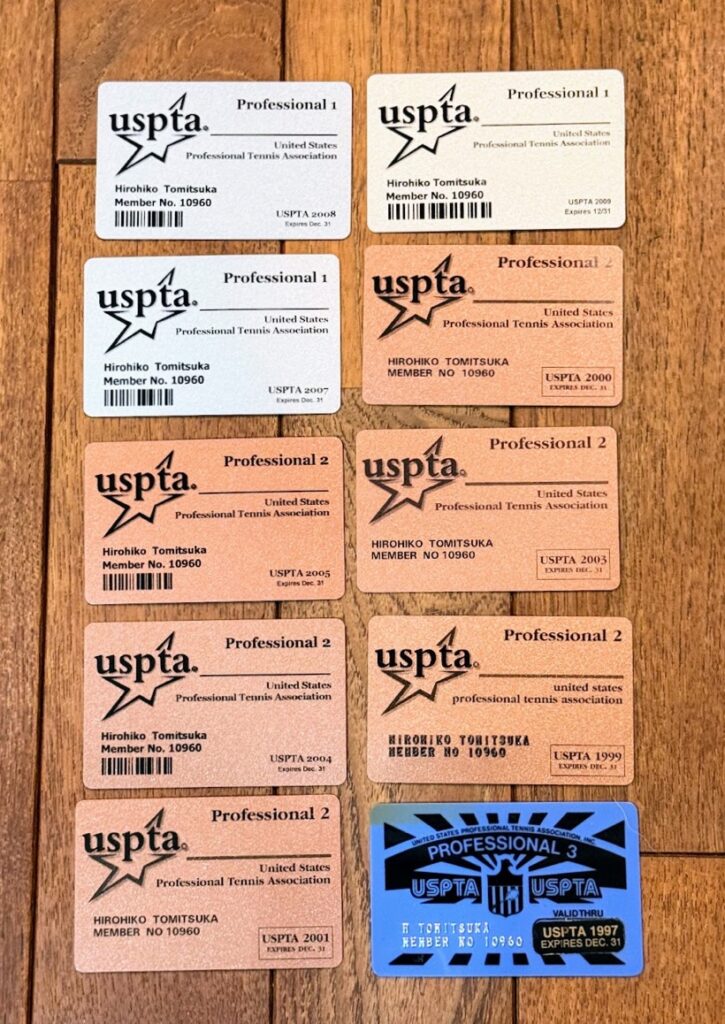 Professional 1
uspta®
United States
Professional Tennis Association
Hirohiko Tomitsuka
Member No. 10960
USPTA 2008
Expires Dec. 31
Professional 1
uspta
United States
Professional Tennis Association
Hirohiko Tomitsuka
Member No. 10960
USPTA 2009
Expires 12/31
Professional 1
uspta®
United States
Professional Tennis Association
Hirohiko Tomitsuka
Member No. 10960
USPTA 2007
Expires Dec. 31
Professional 2
uspta®
United States
Professional Tennis Association
HIROHIKO TOMITSUKA
MEMBER NO 10960
USPTA 2000
EXPIRES DEC. 31
Professional 2
uspta®
United States
Professional Tennis Association
Hirohiko Tomitsuka
Member No. 10960
USPTA 2005
Expires Dec. 31
Professional 2
uspta®
United States
Professional Tennis Association
HIROHIKO TOMITSUKA
MEMBER NO 10960
USPTA 2003
EXPIRES DEC. 31
Professional 2
uspta®
United States
Professional Tennis Association
Hirohiko Tomitsuka
Member No. 10960
USPTA 2004
Expires Dec. 31
Professional 2
uspta®
united states
professional tennis association
HIROHIKO TOMITSUKA
MEMBER NO 10960
USPTA 1999
EXPIRES DEC. 31
Professional 2
uspta®
United States
Professional Tennis Association
HIROHIKO TOMITSUKA
MEMBER NO 10960
USPTA 2001
EXPIRES DEC. 31
UNITED STATES PROFESSIONAL TENNIS ASSOCIATION, INC.
PROFESSIONAL 3
USPTA USPTA
VALID THRU
H TOMITSUKA
MEMBER NO 10960
USPTA 1997
EXPIRES DEC. 31